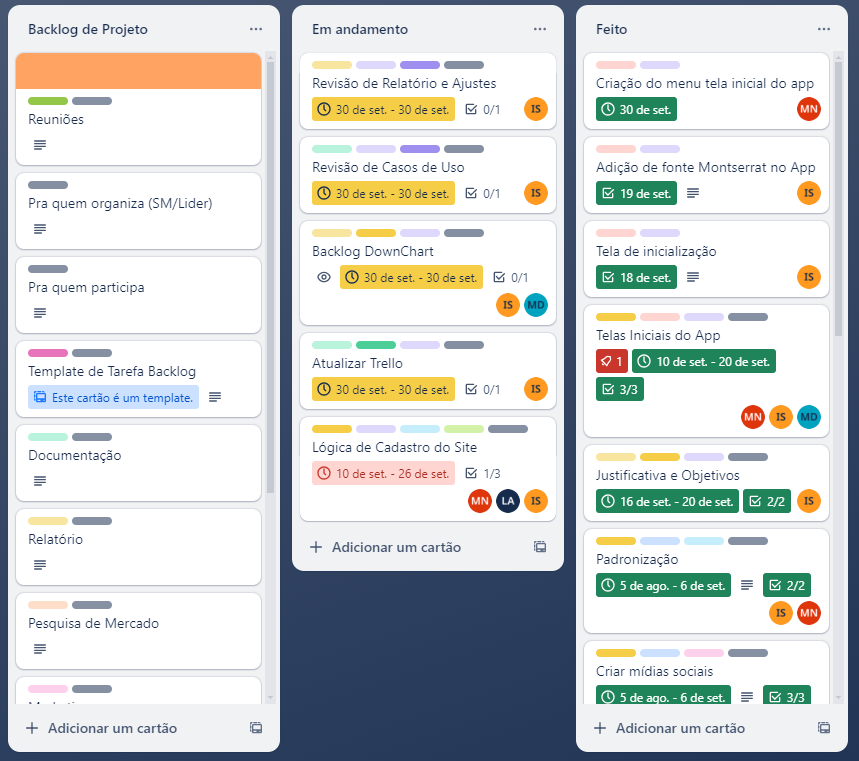 Backlog de Projeto
Reuniões
Pra quem organiza (SM/Lider)
Pra quem participa
Template de Tarefa Backlog
Este cartão é um template.
Documentação
Relatório
Pesquisa de Mercado
+ Adicionar um cartão
Em andamento
Revisão de Relatório e Ajustes
30 de set. - 30 de set. 0/1 IS
Revisão de Casos de Uso
30 de set. - 30 de set. 0/1 IS
Backlog DownChart
30 de set. - 30 de set. 0/1
IS MD
Atualizar Trello
30 de set. - 30 de set. 0/1 IS
Lógica de Cadastro do Site
10 de set. - 26 de set. 1/3
MN LA IS
+ Adicionar um cartão
Feito
Criação do menu tela inicial do app
30 de set. MN
Adição de fonte Montserrat no App
19 de set. IS
Tela de inicialização
18 de set. IS
Telas Iniciais do App
1 10 de set. - 20 de set.
3/3
MN IS MD
Justificativa e Objetivos
16 de set. - 20 de set. 2/2 IS
Padronização
5 de ago. - 6 de set. 2/2
IS MN
Criar mídias sociais
5 de ago. - 6 de set. 3/3
+ Adicionar um cartão